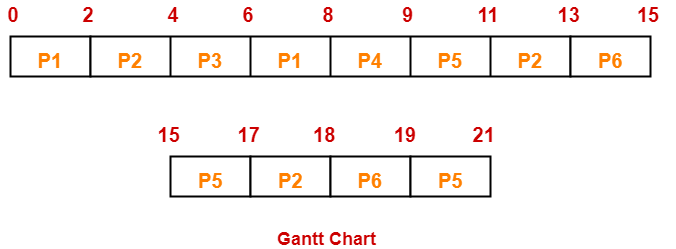 0 2 4 6 8 9 11 13 15
P1 P2 P3 P1 P4 P5 P2 P6
15 17 18 19 21
P5 P2 P6 P5
Gantt Chart